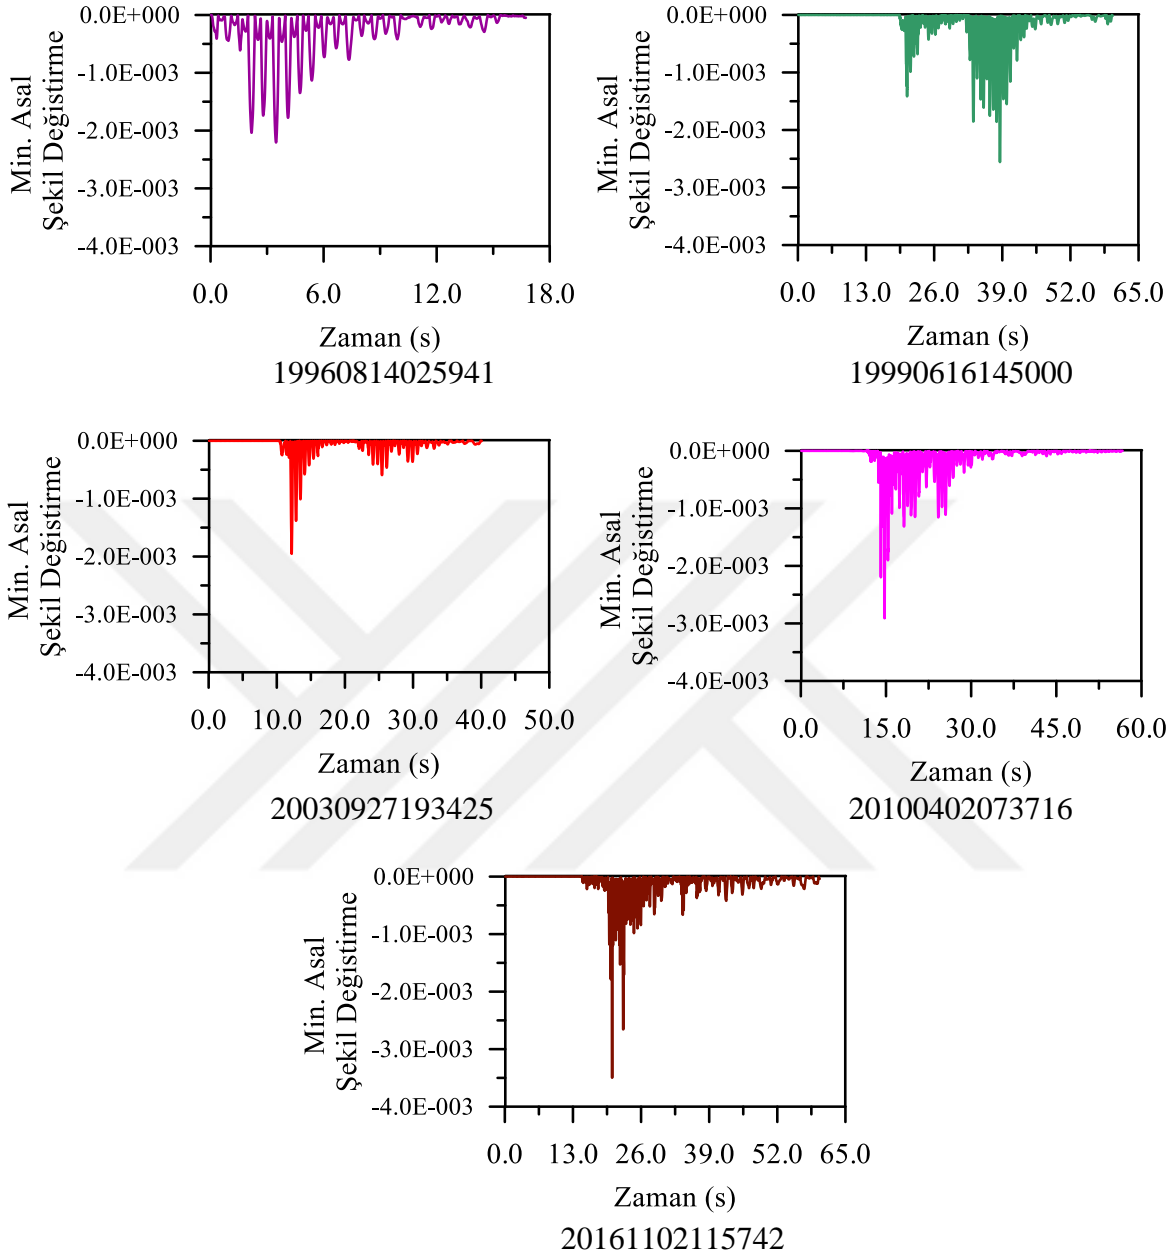 Min. Asal
Şekil Değiştirme
0.0E+000
-1.0E-003
-2.0E-003
-3.0E-003
-4.0E-003
0.0 6.0 12.0 18.0
Zaman (s)
19960814025941
Min. Asal
Şekil Değiştirme
0.0E+000
-1.0E-003
-2.0E-003
-3.0E-003
-4.0E-003
0.0 13.0 26.0 39.0 52.0 65.0
Zaman (s)
19990616145000
Min. Asal
Şekil Değiştirme
0.0E+000
-1.0E-003
-2.0E-003
-3.0E-003
-4.0E-003
0.0 10.0 20.0 30.0 40.0 50.0
Zaman (s)
20030927193425
Min. Asal
Şekil Değiştirme
0.0E+000
-1.0E-003
-2.0E-003
-3.0E-003
-4.0E-003
0.0 15.0 30.0 45.0 60.0
Zaman (s)
20100402073716
Min. Asal
Şekil Değiştirme
0.0E+000
-1.0E-003
-2.0E-003
-3.0E-003
-4.0E-003
0.0 13.0 26.0 39.0 52.0 65.0
Zaman (s)
20161102115742